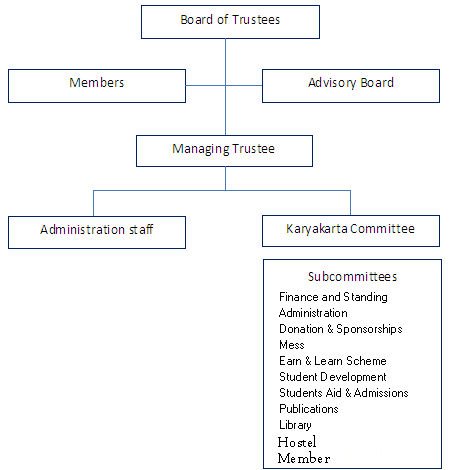 Board of Trustees
Members
Advisory Board
Managing Trustee
Administration staff
Karyakarta Committee
Subcommittees
Finance and Standing
Administration
Donation & Sponsorships
Mess
Earn & Learn Scheme
Student Development
Students Aid & Admissions
Publications
Library
Hostel
Member